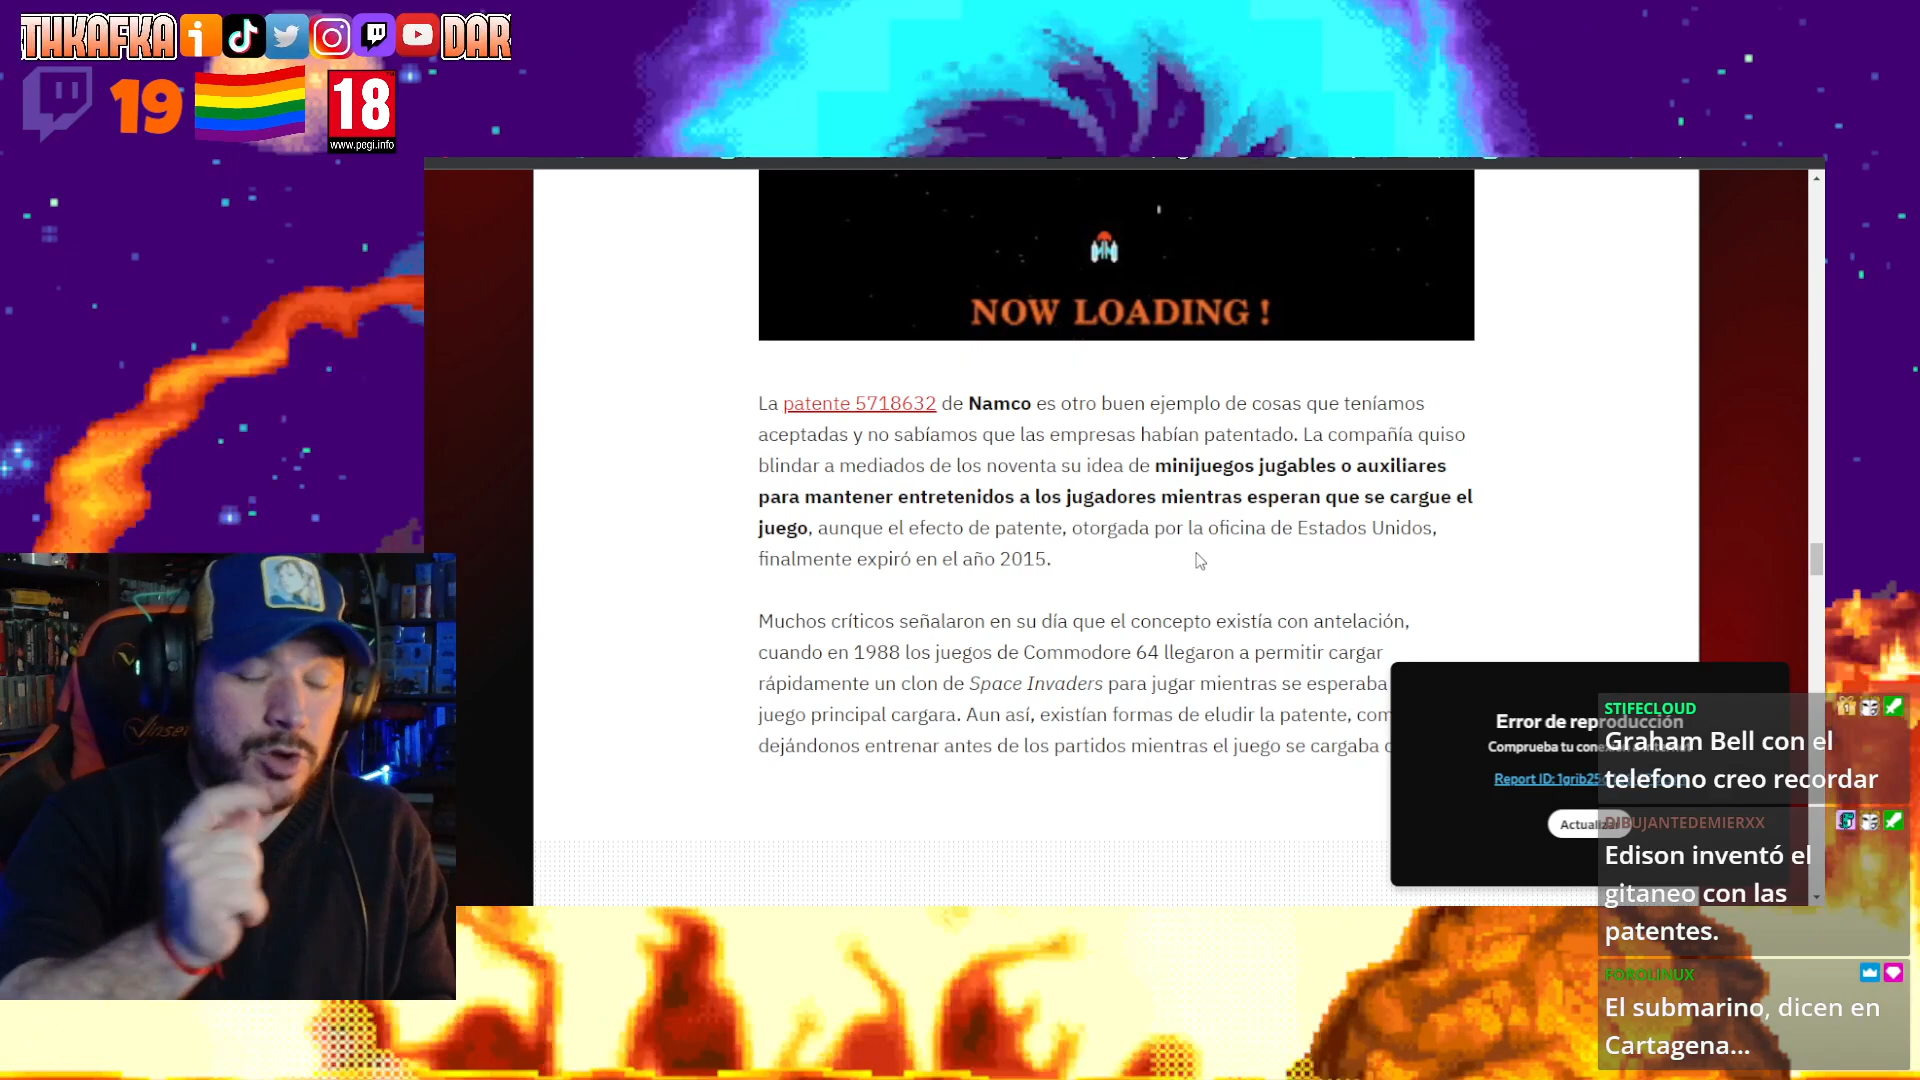 THKAFKA
DAR
19
18
www.pegi.info
NOW LOADING !
La patente 5718632 de Namco es otro buen ejemplo de cosas que teníamos
aceptadas y no sabíamos que las empresas habían patentado. La compañía quiso
blindar a mediados de los noventa su idea de minijuegos jugables o auxiliares
para mantener entretenidos a los jugadores mientras esperan que se cargue el
juego, aunque el efecto de patente, otorgada por la oficina de Estados Unidos,
finalmente expiró en el año 2015.
Muchos críticos señalaron en su día que el concepto existía con antelación,
cuando en 1988 los juegos de Commodore 64 llegaron a permitir cargar
rápidamente un clon de Space Invaders para jugar mientras se esperaba
juego principal cargara. Aun así, existían formas de eludir la patente,
dejándonos entrenar antes de los partidos mientras el juego se cargaba
Error de reproducción
Comprueba tu
Report ID:
STIFECLOUD
Graham Bell con el
telefono creo recordar
DIBUJANTEDEMIERXX
Edison inventó el
gitaneo con las
patentes.
FOROLINUX
El submarino, dicen en
Cartagena...